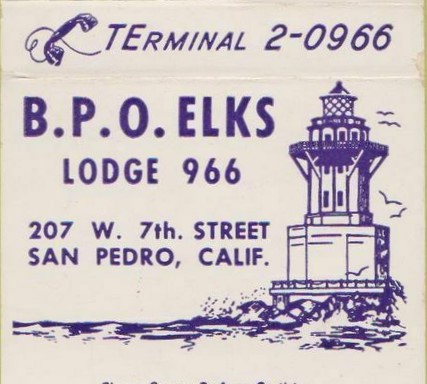 TERMINAL 2-0966
B.P.O. ELKS
LODGE 966
207 W. 7th. STREET
SAN PEDRO, CALIF.